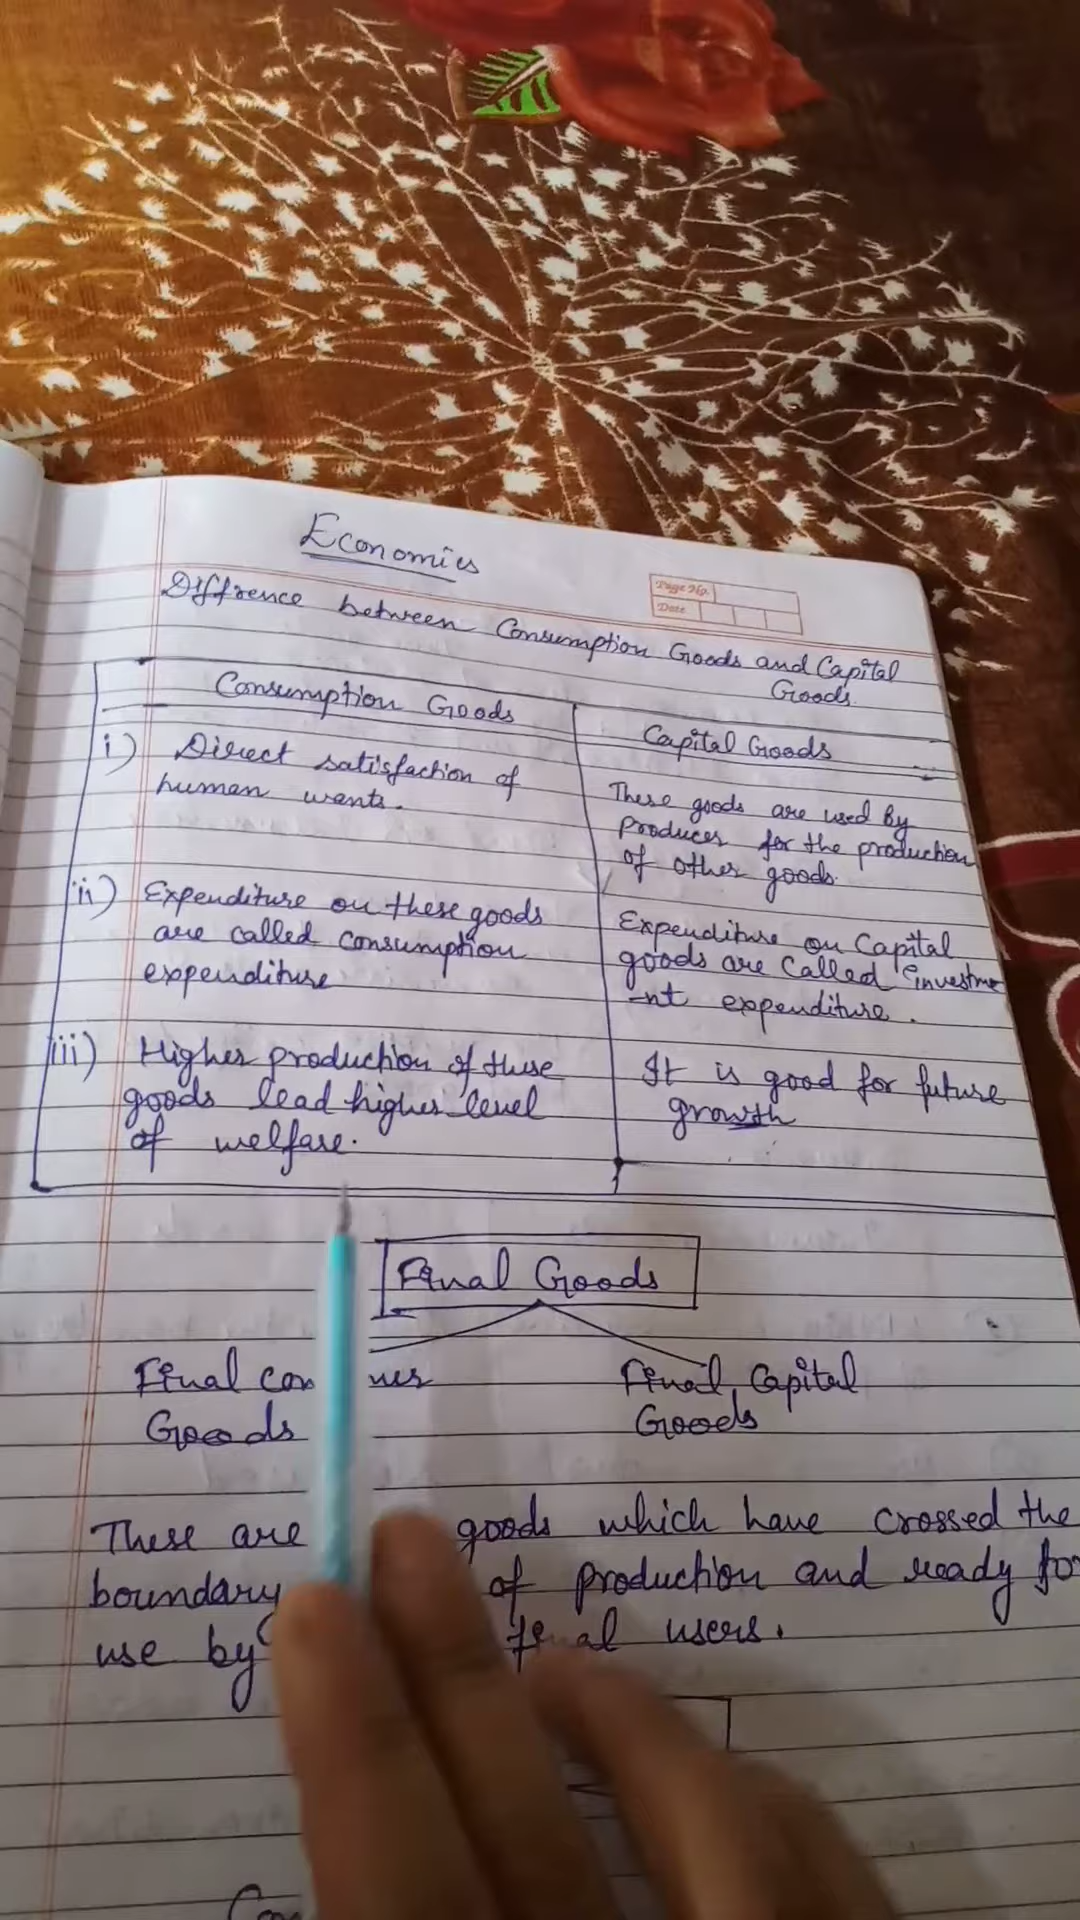 Economics
Page No.
Date
Diffrence between Consumption Goods and Capital
Goods.
Consumption Goods
i) Direct satisfaction of
human wants.
ii) Expenditure on these goods
are called consumption
expenditure
iii) Higher production of these
goods lead higher level
of welfare.
Capital Goods
These goods are used by
Producer for the production
of other goods.
Expenditure on Capital
goods are called investme
-nt expenditure.
It is good for future
growth
Final Goods
Final
Goods
Final Capital
Goods
These are goods which have crossed the
boundary of production and ready for
use by final users.